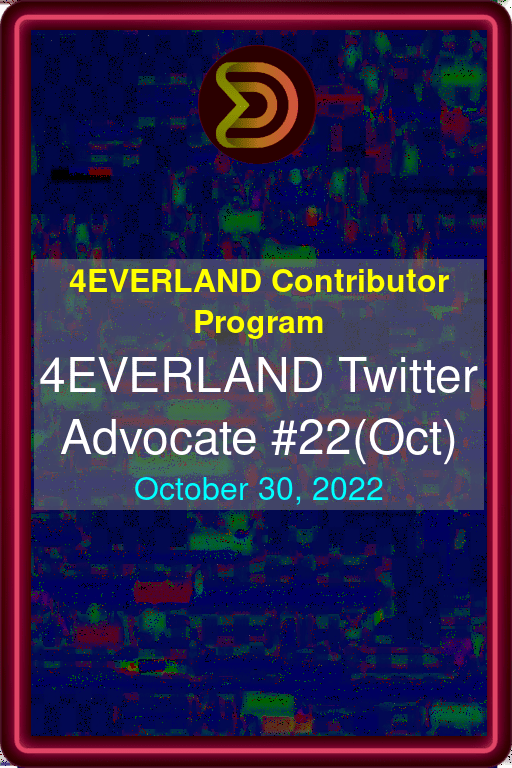 4EVERLAND Contributor
Program
4EVERLAND Twitter
Advocate #22(Oct)
October 30, 2022